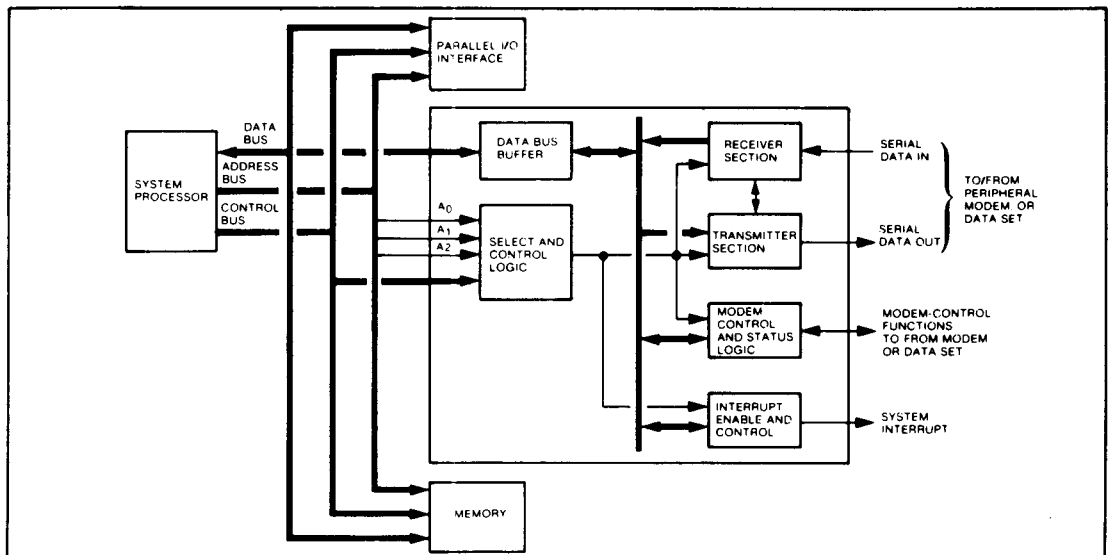 PARALLEL I/O
INTERFACE
SYSTEM
PROCESSOR
DATA
BUS
ADDRESS
BUS
CONTROL
BUS
DATA BUS
BUFFER
A0
A1
A2
SELECT AND
CONTROL
LOGIC
RECEIVER
SECTION
TRANSMITTER
SECTION
MODEM
CONTROL
AND STATUS
LOGIC
INTERRUPT
ENABLE AND
CONTROL
SERIAL
DATA IN
SERIAL
DATA OUT
TO/FROM
PERIPHERAL
MODEM, OR
DATA SET
MODEM-CONTROL
FUNCTIONS
TO FROM MODEM
OR DATA SET
SYSTEM
INTERRUPT
MEMORY